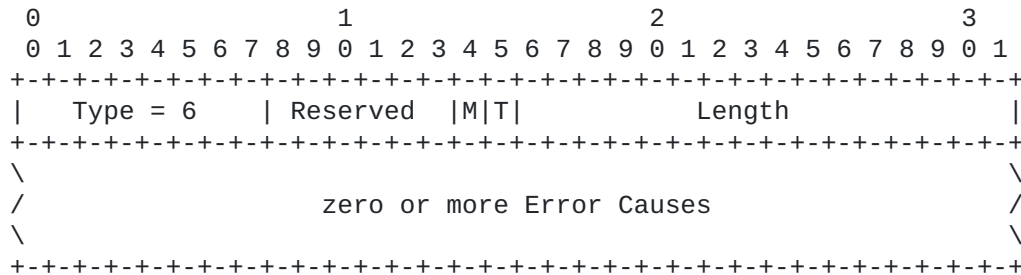 0                   1                   2                   3
 0 1 2 3 4 5 6 7 8 9 0 1 2 3 4 5 6 7 8 9 0 1 2 3 4 5 6 7 8 9 0 1
+-+-+-+-+-+-+-+-+-+-+-+-+-+-+-+-+-+-+-+-+-+-+-+-+-+-+-+-+-+-+-+-+
|   Type = 6    | Reserved  |M|T|           Length              |
+-+-+-+-+-+-+-+-+-+-+-+-+-+-+-+-+-+-+-+-+-+-+-+-+-+-+-+-+-+-+-+-+
\                                                               \
/                   zero or more Error Causes                   /
\                                                               \
+-+-+-+-+-+-+-+-+-+-+-+-+-+-+-+-+-+-+-+-+-+-+-+-+-+-+-+-+-+-+-+-+